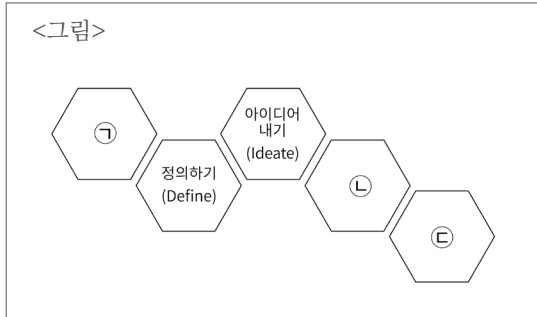 <그림>
㉠
정의하기
(Define)
아이디어
내기
(Ideate)
㉡
㉢